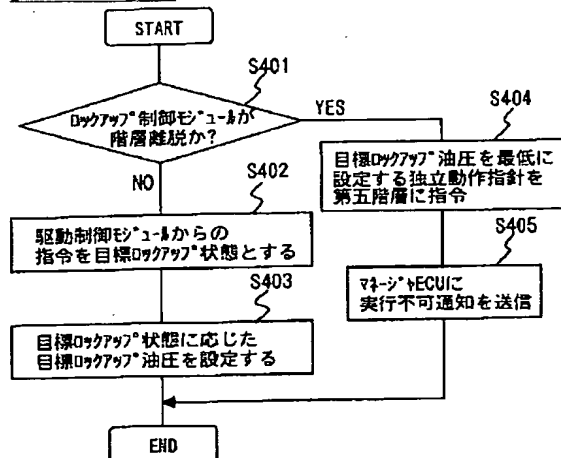 START
S401
ロックアップ制御モジュールが
階層離脱か?
YES
NO
S402
駆動制御モジュールからの
指令を目標ロックアップ状態とする
S403
目標ロックアップ状態に応じた
目標ロックアップ油圧を設定する
S404
目標ロックアップ油圧を最低に
設定する独立動作指針を
第五階層に指令
S405
マネージャECUに
実行不可通知を送信
END